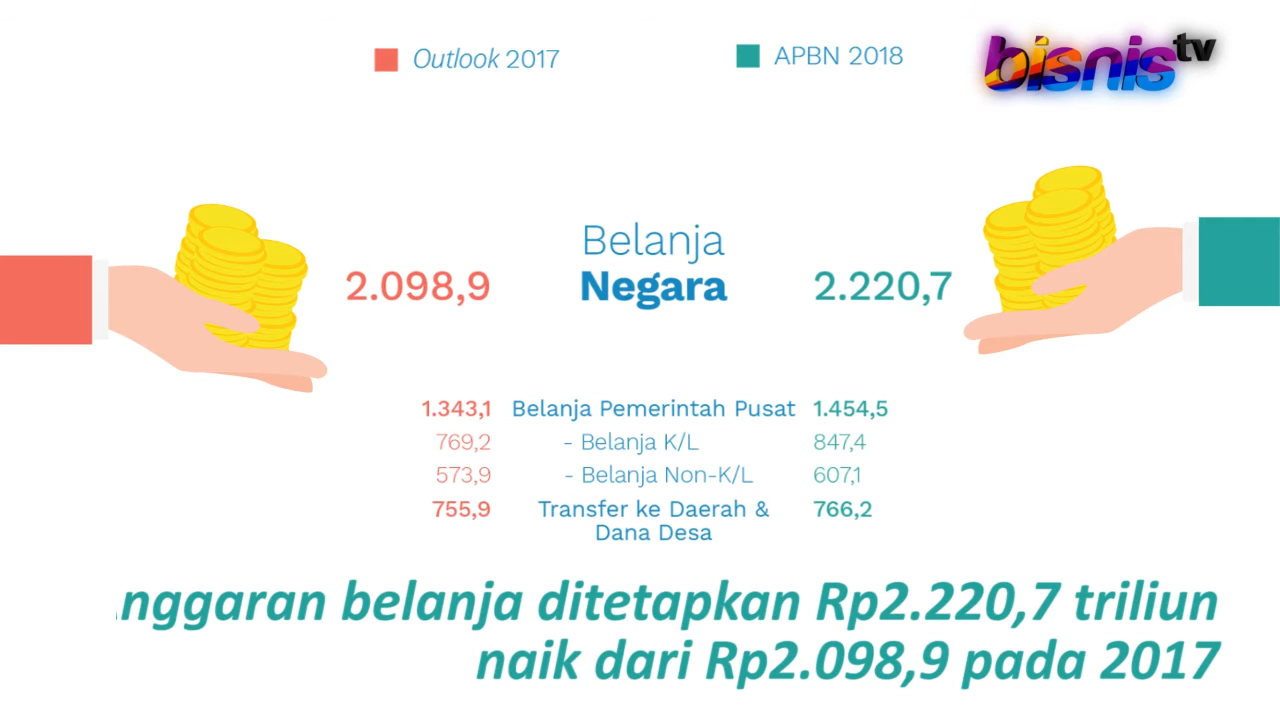 Outlook 2017
APBN 2018
bisnis tv
Belanja
2.098,9 Negara 2.220,7
1.343,1 Belanja Pemerintah Pusat 1.454,5
769,2 - Belanja K/L 847,4
573,9 - Belanja Non-K/L 607,1
755,9 Transfer ke Daerah & 766,2
Dana Desa
nggaran belanja ditetapkan Rp2.220,7 triliun
naik dari Rp2.098,9 pada 2017